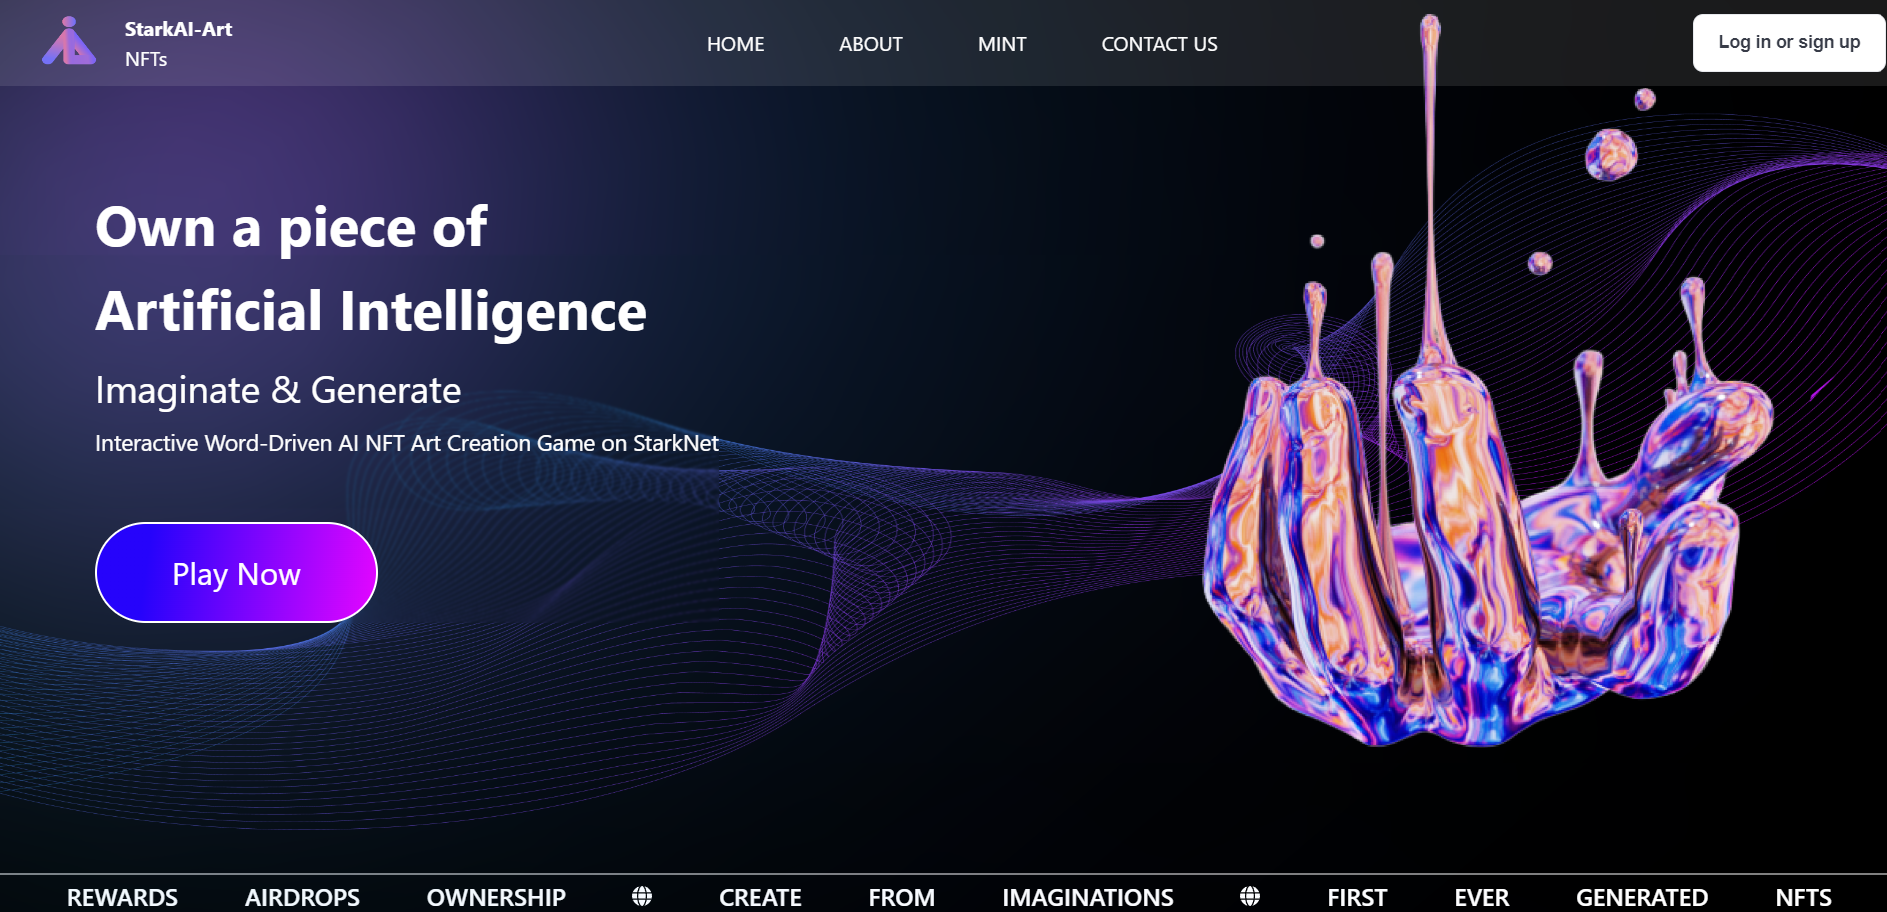 StarkAI-Art
NFTs
HOME ABOUT MINT CONTACT US
Log in or sign up
Own a piece of
Artificial Intelligence
Imaginate & Generate
Interactive Word-Driven AI NFT Art Creation Game on StarkNet
Play Now
REWARDS AIRDROPS OWNERSHIP CREATE FROM IMAGINATIONS FIRST EVER GENERATED NFTS